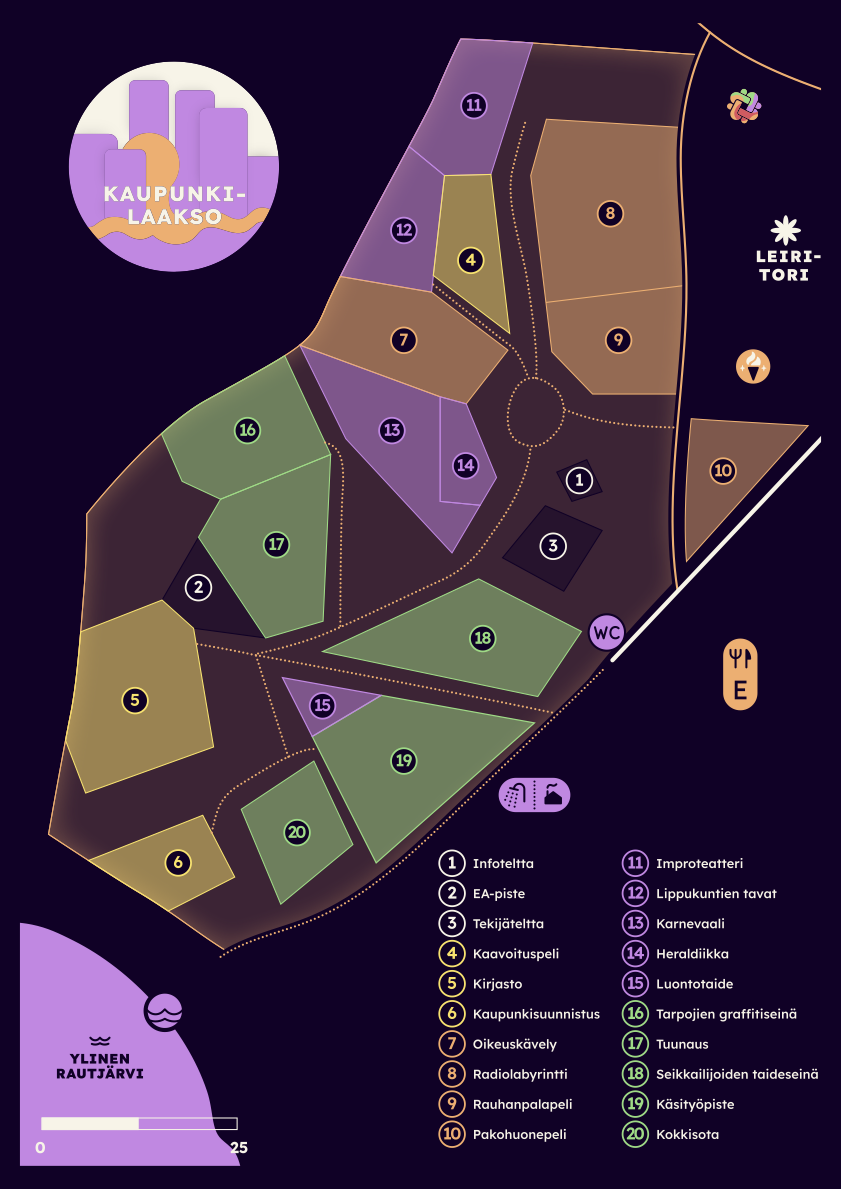 KAUPUNKI-
LAAKSO
11
12
4
8
LEIRI-
TORI
7
9
16
13
14
10
1
17
3
2
18
WC
5
15
E
19
20
6
1 Infoteltta
2 EA-piste
3 Tekijäteltta
4 Kaavoituspeli
5 Kirjasto
6 Kaupunkisuunnistus
7 Oikeuskävely
8 Radiolabyrintti
9 Rauhanpalapeli
10 Pakohuonepeli
11 Improteatteri
12 Lippukuntien tavat
13 Karnevaali
14 Heraldiikka
15 Luontotaide
16 Tarpojien graffitiseinä
17 Tuunaus
18 Seikkailijoiden taideseinä
19 Käsityöpiste
20 Kokkisota
YLINEN
RAUTJÄRVI
0 25